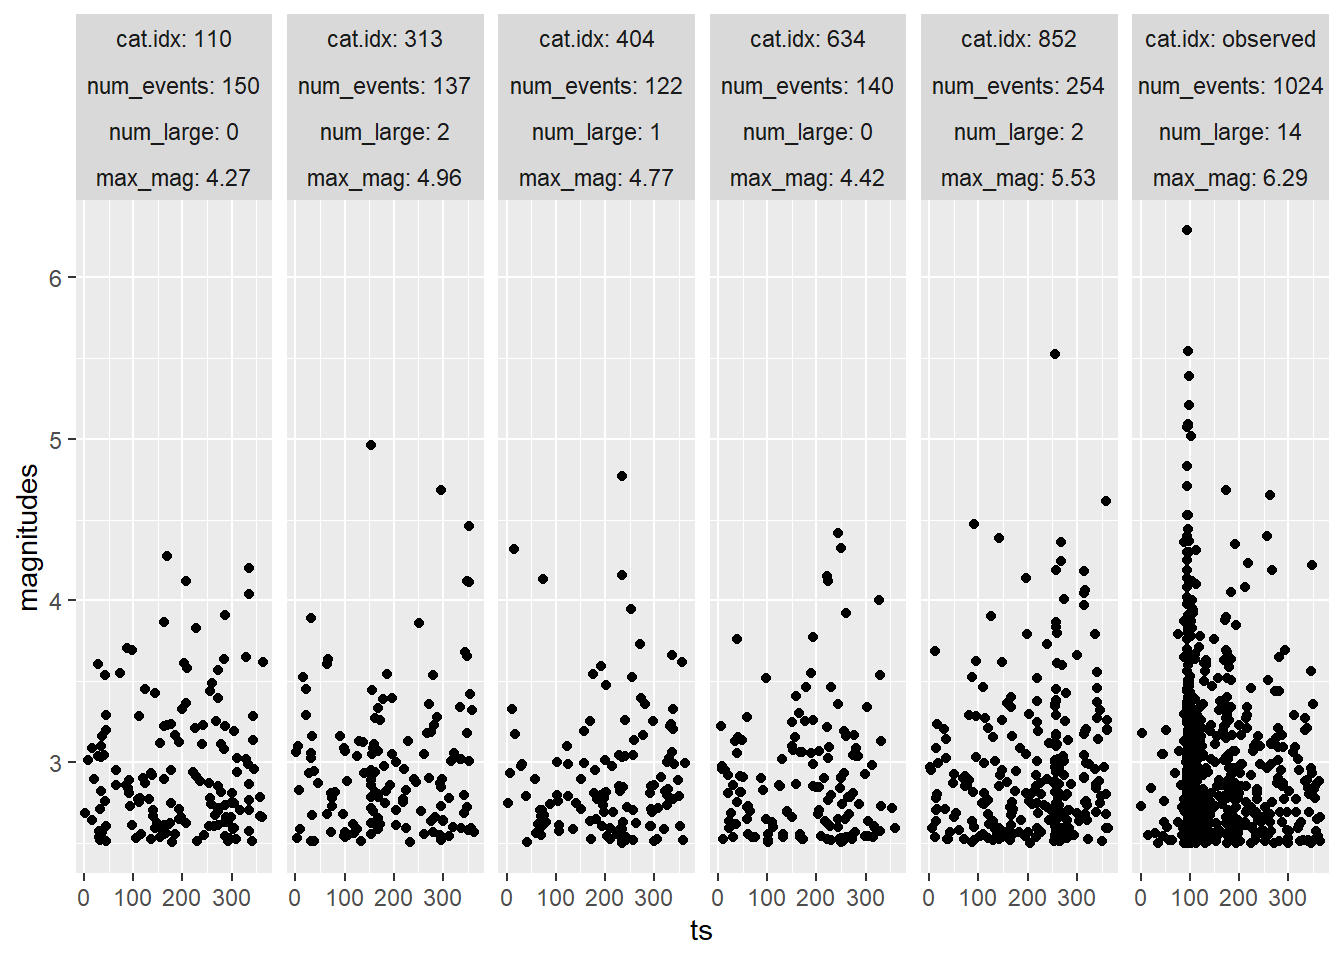 cat.idx: 110 cat.idx: 313 cat.idx: 404 cat.idx: 634 cat.idx: 852 cat.idx: observed
num_events: 150 num_events: 137 num_events: 122 num_events: 140 num_events: 254 num_events: 1024
num_large: 0 num_large: 2 num_large: 1 num_large: 0 num_large: 2 num_large: 14
max_mag: 4.27 max_mag: 4.96 max_mag: 4.77 max_mag: 4.42 max_mag: 5.53 max_mag: 6.29
6
5
magnitudes
4
3
0 100 200 300 0 100 200 300 0 100 200 300 0 100 200 300 0 100 200 300 0 100 200 300
ts